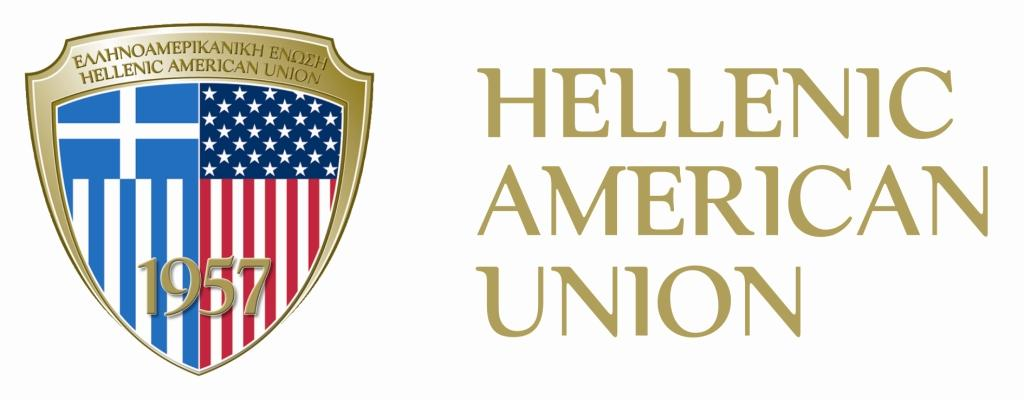 ΕΛΛΗΝΟΑΜΕΡΙΚΑΝΙΚΗ ΕΝΩΣΗ
HELLENIC AMERICAN UNION
1957
HELLENIC
AMERICAN
UNION